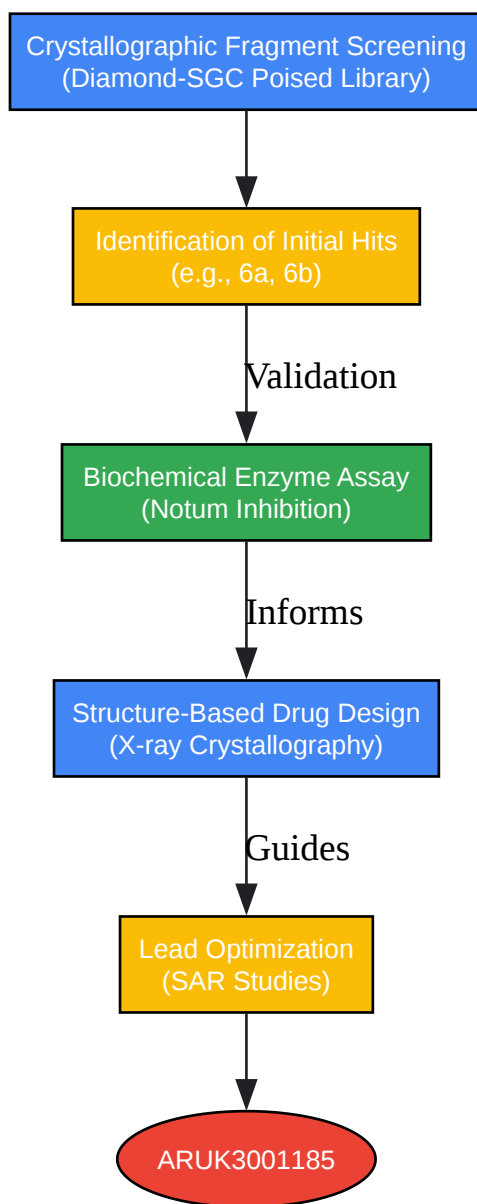 Crystallographic Fragment Screening
(Diamond-SGC Poised Library)
Identification of Initial Hits
(e.g., 6a, 6b)
Validation
Biochemical Enzyme Assay
(Notum Inhibition)
Informs
Structure-Based Drug Design
(X-ray Crystallography)
Guides
Lead Optimization
(SAR Studies)
ARUK3001185